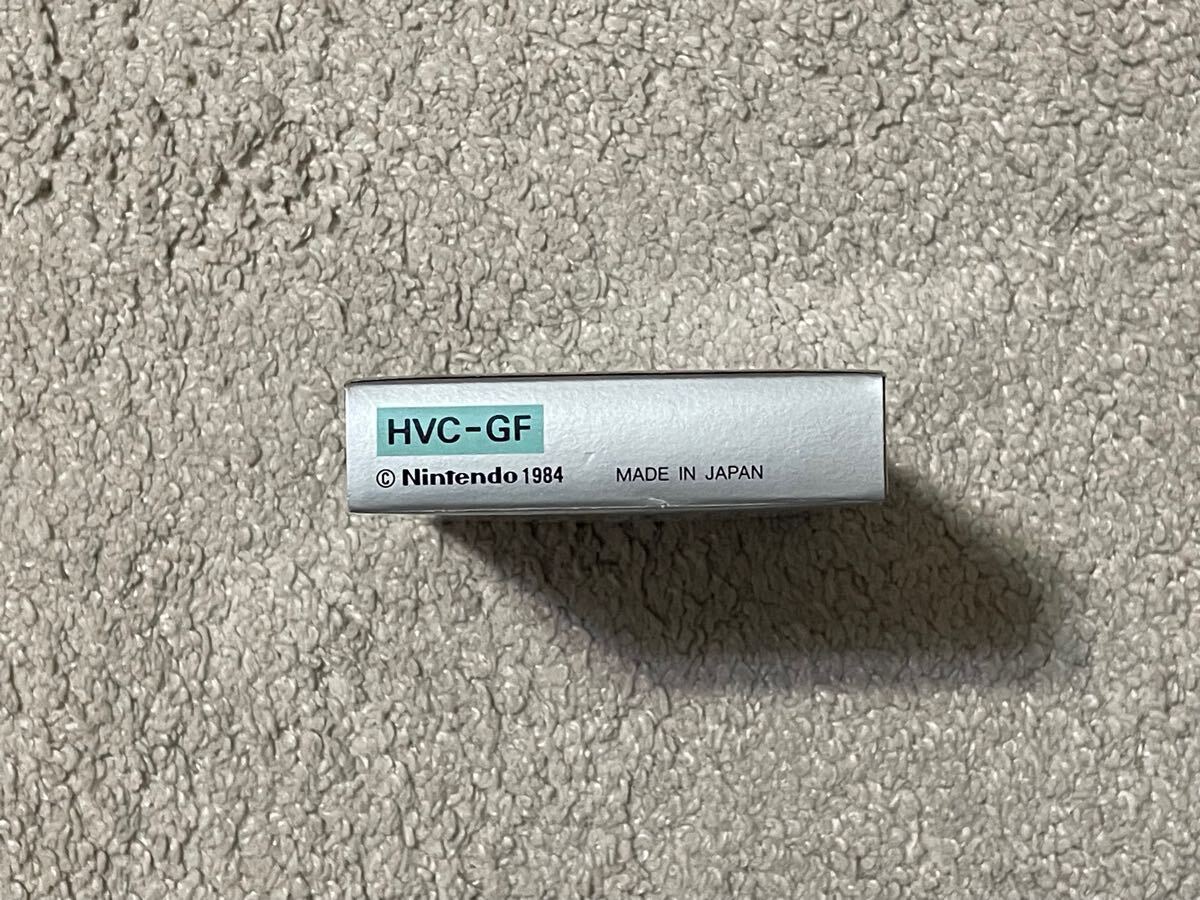 HVC-GF
© Nintendo 1984 MADE IN JAPAN